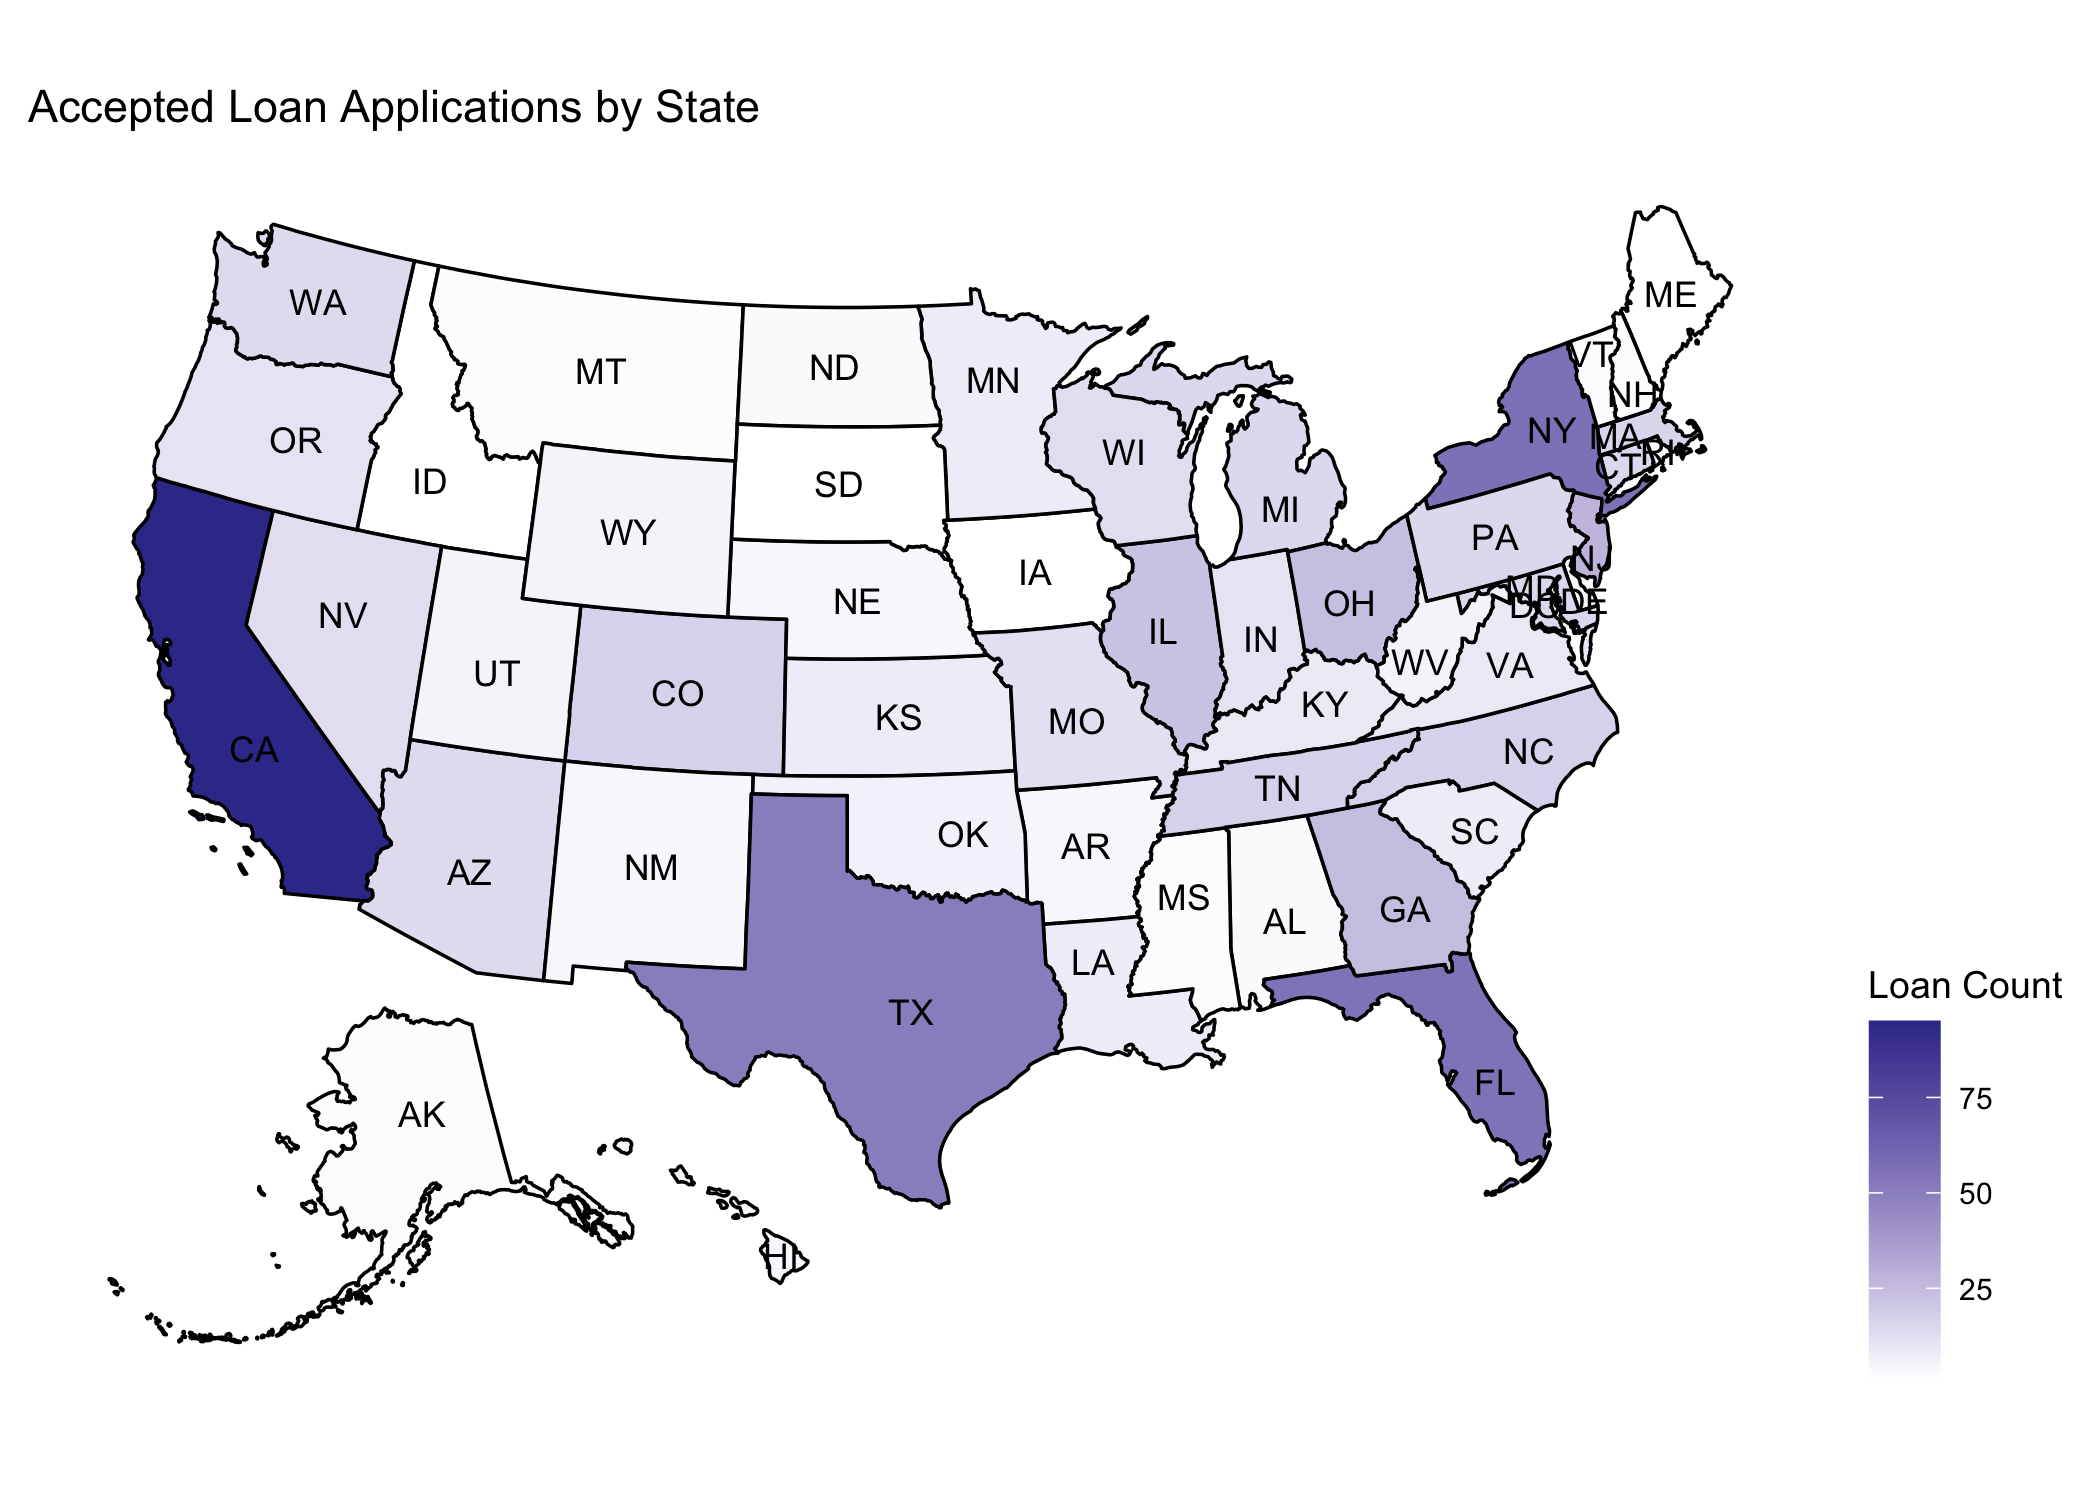 Accepted Loan Applications by State
ME
WA
VT
MT
ND
MN
NH
NY
MA
OR
WI
RI
CT
ID
SD
MI
WY
PA
IA
NJ
NE
OH
MD
DC
DE
NV
IL
IN
WV
VA
UT
CO
KS
MO
KY
CA
NC
TN
OK
SC
AR
AZ
NM
MS
GA
AL
LA
TX
FL
AK
HI
Loan Count
75
50
25